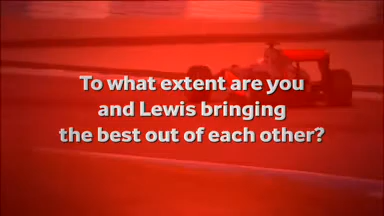 To what extent are you
and Lewis bringing
the best out of each other?